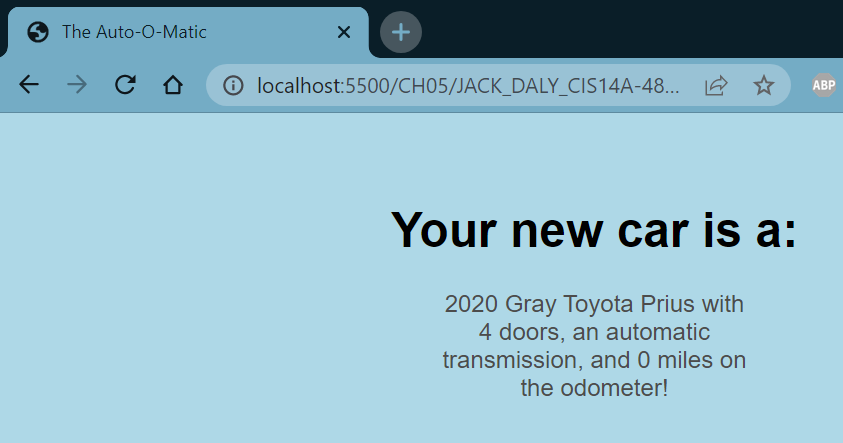 The Auto-O-Matic
localhost:5500/CH05/JACK_DALY_CIS14A-48...
ABP
Your new car is a:
2020 Gray Toyota Prius with
4 doors, an automatic
transmission, and 0 miles on
the odometer!